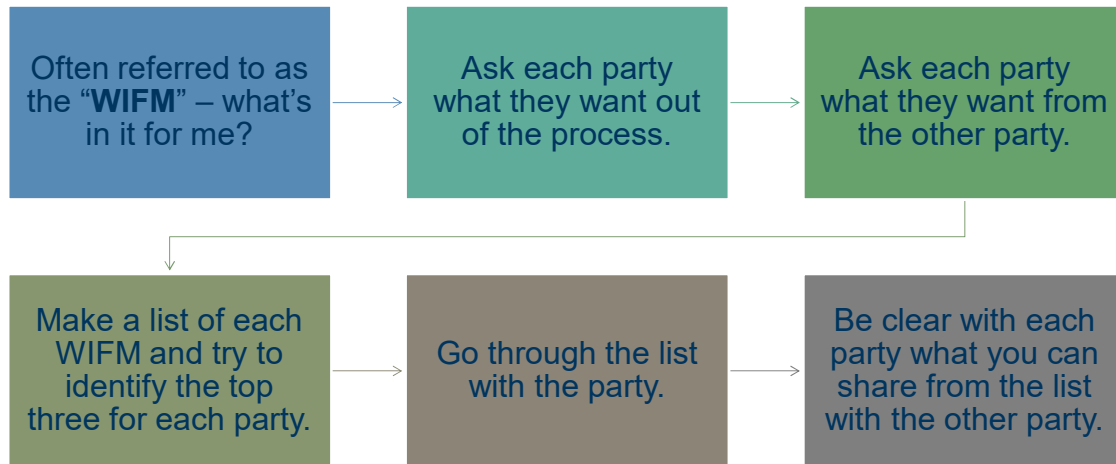 Often referred to as
the “WIFM” – what's
in it for me?
Ask each party
what they want out
of the process.
Ask each party
what they want from
the other party.
Make a list of each
WIFM and try to
identify the top
three for each party.
Go through the list
with the party.
Be clear with each
party what you can
share from the list
with the other party.